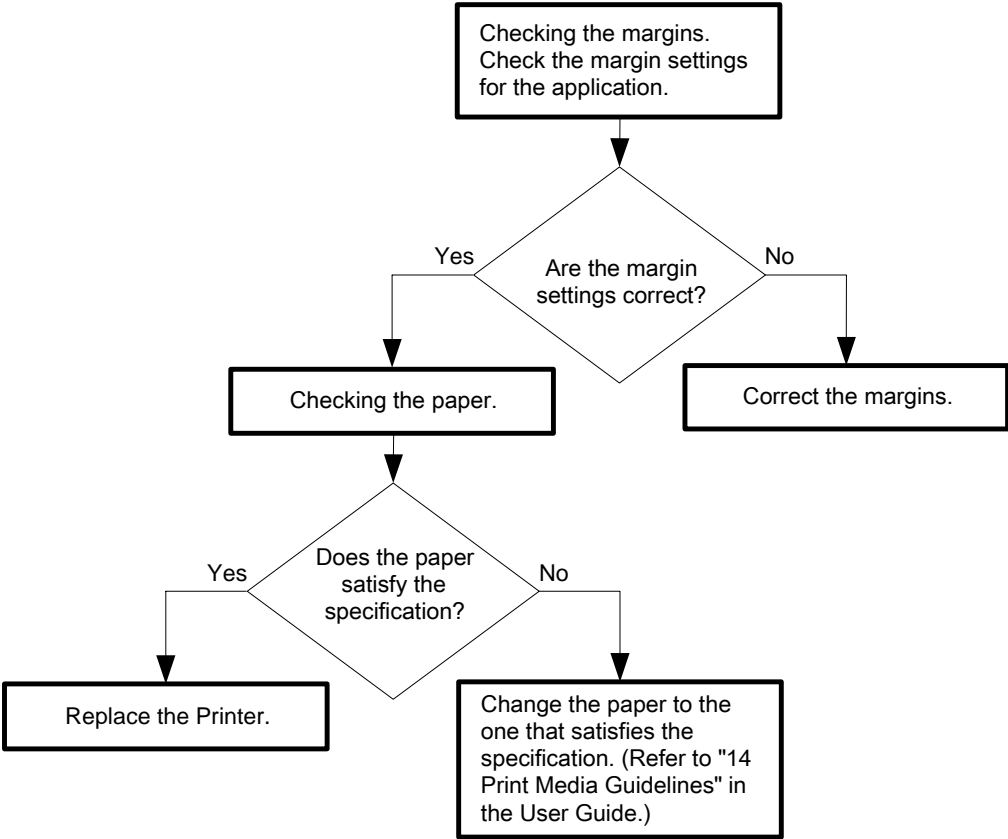 Checking the margins.
Check the margin settings
for the application.
Yes
No
Are the margin
settings correct?
Checking the paper.
Correct the margins.
Yes
No
Does the paper
satisfy the
specification?
Replace the Printer.
Change the paper to the
one that satisfies the
specification. (Refer to "14
Print Media Guidelines" in
the User Guide.)